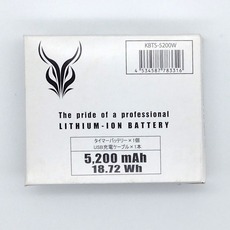 KBTS-5200W
4 534587 783316
The pride of a professional
LITHIUM-ION BATTERY
タイマーバッテリー×1個
USB充電ケーブル×1本
5,200 mAh
18.72 Wh